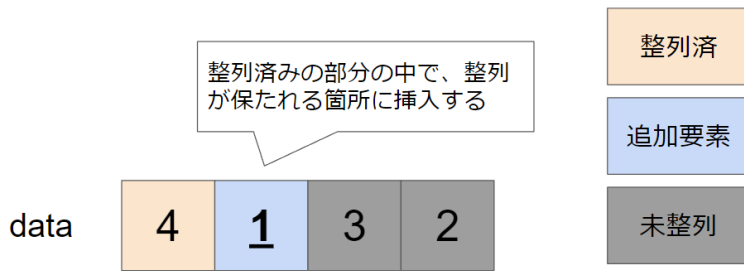 整列済みの部分の中で、整列
が保たれる箇所に挿入する
整列済
追加要素
未整列
data 4 1 3 2